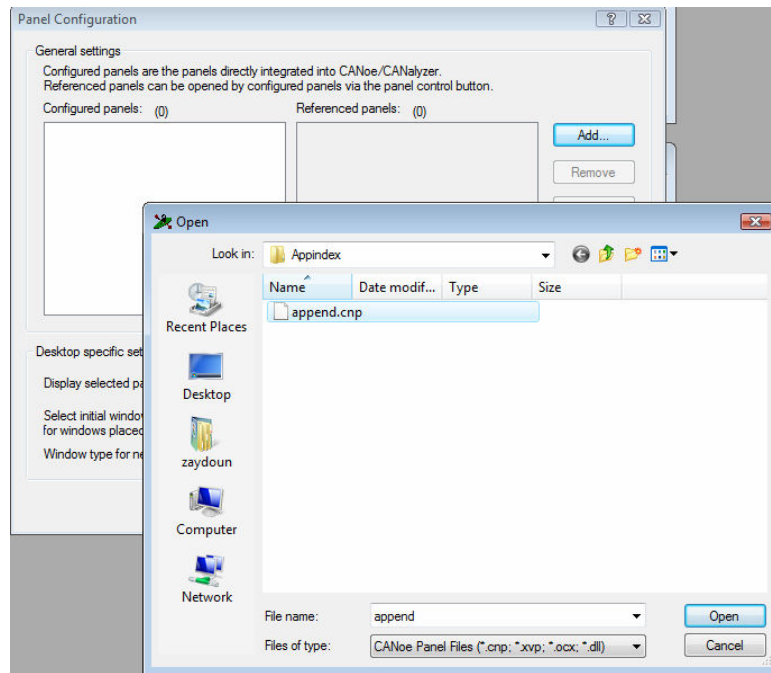 Panel Configuration
General settings
Configured panels are the panels directly integrated into CANoe/CANalyzer.
Referenced panels can be opened by configured panels via the panel control button.
Configured panels: (0) Referenced panels: (0)
Add...
Remove
Open
Look in: Appindex
Name Date modif... Type Size
append.cnp
Recent Places
Desktop
zaydoun
Computer
Network
Desktop specific set
Display selected pa
Select initial window
for windows placed
Window type for ne
File name: append Open
Files of type: CANoe Panel Files (*.cnp; *.xvp; *.ocx; *.dll) Cancel